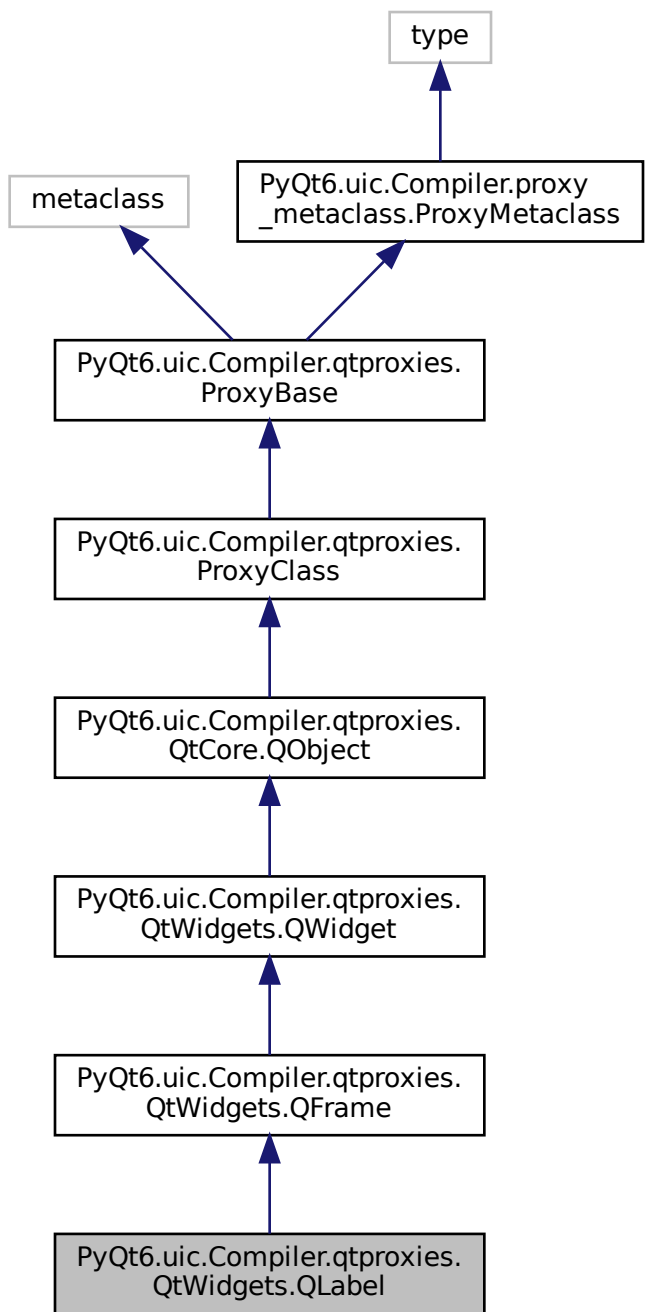 type
PyQt6.uic.Compiler.proxy
_metaclass.ProxyMetaclass
metaclass
PyQt6.uic.Compiler.qtproxies.
ProxyBase
PyQt6.uic.Compiler.qtproxies.
ProxyClass
PyQt6.uic.Compiler.qtproxies.
QtCore.QObject
PyQt6.uic.Compiler.qtproxies.
QtWidgets.QWidget
PyQt6.uic.Compiler.qtproxies.
QtWidgets.QFrame
PyQt6.uic.Compiler.qtproxies.
QtWidgets.QLabel